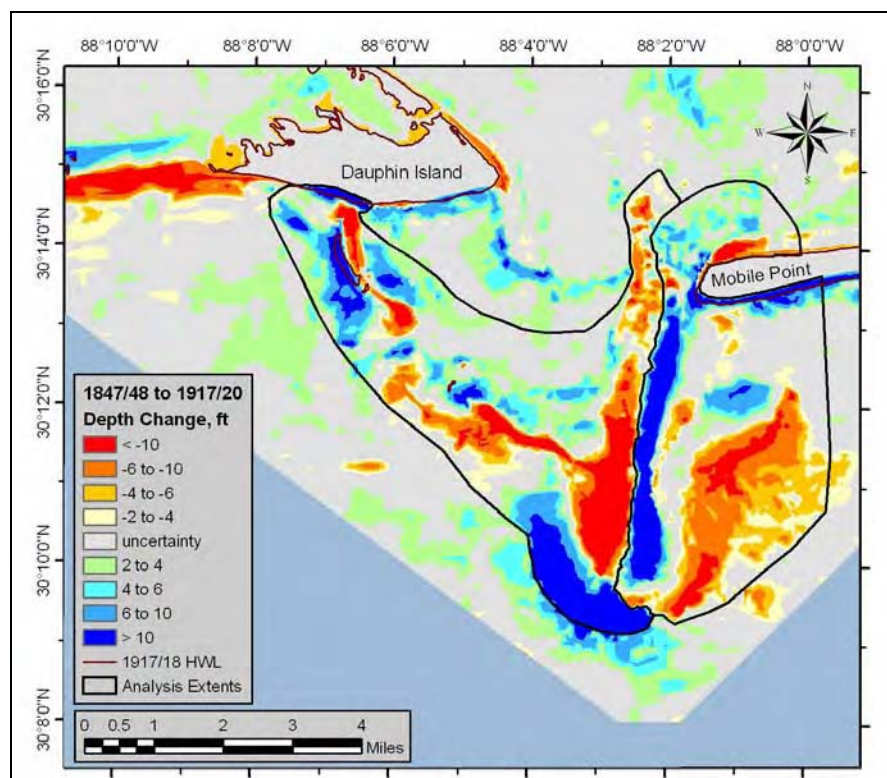 88°10'0"W 88°8'0"W 88°6'0"W 88°4'0"W 88°2'0"W 88°0'0"W
30°16'0"N
30°14'0"N
30°12'0"N
30°10'0"N
30°8'0"N
N
W E
S
Dauphin Island
Mobile Point
1847/48 to 1917/20
Depth Change, ft
< -10
-6 to -10
-4 to -6
-2 to -4
uncertainty
2 to 4
4 to 6
6 to 10
> 10
1917/18 HWL
Analysis Extents
0 0.5 1 2 3 4
Miles